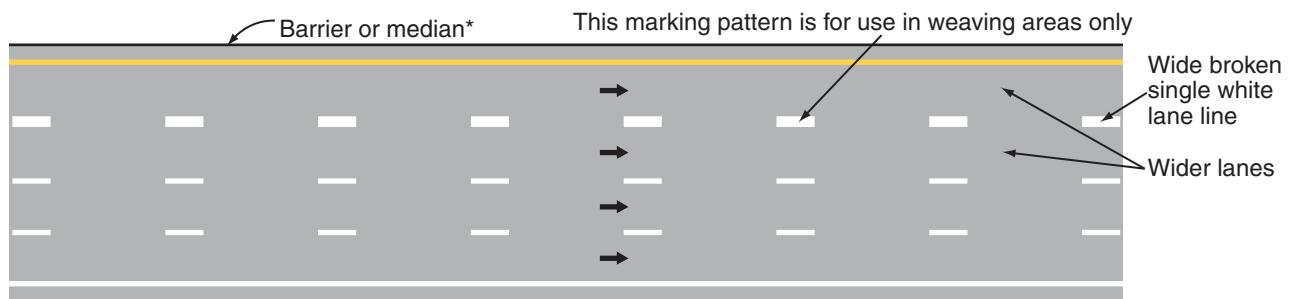 Barrier or median*
This marking pattern is for use in weaving areas only
Wide broken
single white
lane line
Wider lanes